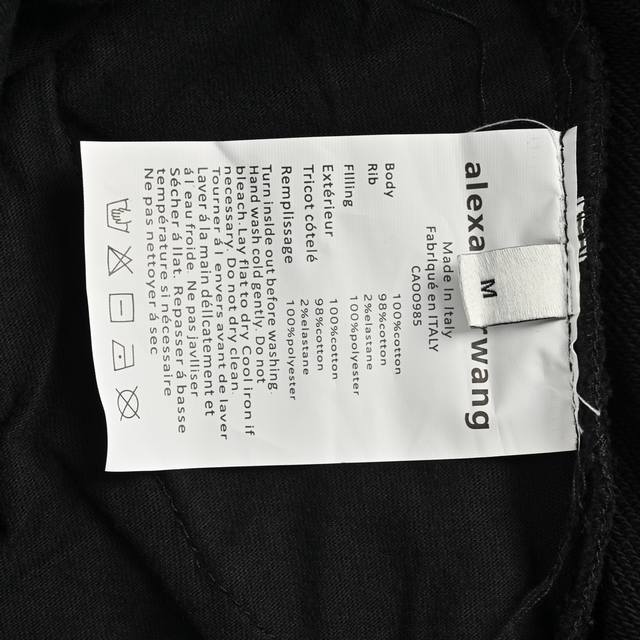 alexa wang
M
Made in Italy
Fabriqué en ITALY
CA00985
Body 100%cotton
Rib 98%cotton
2%elastane
Filling 100%polyester
Extérieur 100%cotton
Tricot côtelé 98%cotton
2%elastane
Remplissage 100%polyester
Turn inside out before washing.
Hand wash cold gently. Do not
bleach. Lay flat to dry Cool Iron if
necessary. Do not dry clean.
Tourner á l envers avant de laver
Laver á la main délicatement et
ál eau froide. Ne pas javiliser
Sécher á llat. Repasser á basse
température si nécessaire
Ne pas nettoyer á sec